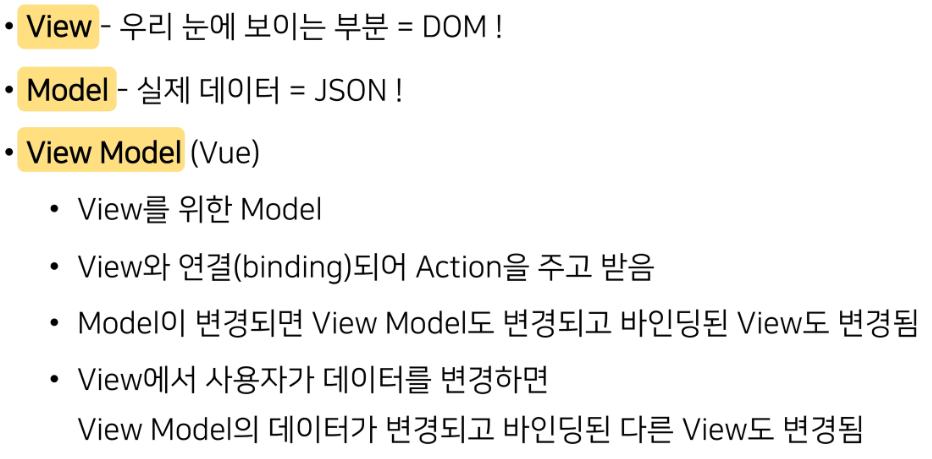 • View - 우리 눈에 보이는 부분 = DOM !
• Model - 실제 데이터 = JSON !
• View Model (Vue)
• View를 위한 Model
• View와 연결(binding)되어 Action을 주고 받음
• Model이 변경되면 View Model도 변경되고 바인딩된 View도 변경됨
• View에서 사용자가 데이터를 변경하면
View Model의 데이터가 변경되고 바인딩된 다른 View도 변경됨